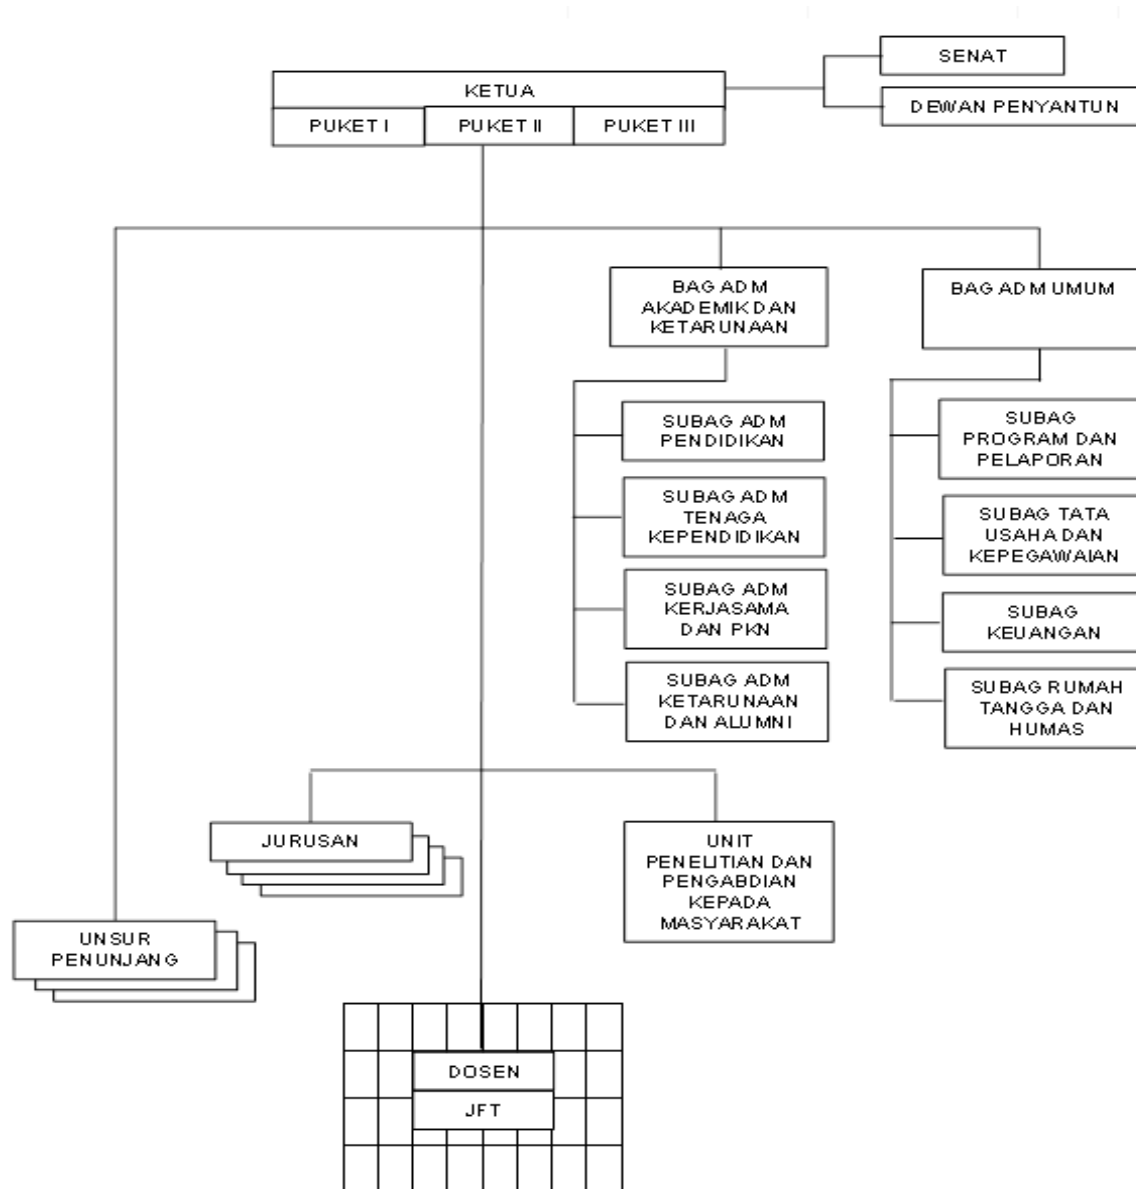 SENAT
KETUA
DEWAN PENYANTUN
PUKET I
PUKET II
PUKET III
BAG ADM
AKADEMIK DAN
KETARUNAAN
BAG ADM UMUM
SUBAG ADM
PENDIDIKAN
SUBAG ADM
TENAGA
KEPENDIDIKAN
SUBAG ADM
KERJASAMA
DAN PKN
SUBAG ADM
KETARUNAAN
DAN ALUMNI
SUBAG
PROGRAM DAN
PELAPORAN
SUBAG TATA
USAHA DAN
KEPEGAWAIAN
SUBAG
KEUANGAN
SUBAG RUMAH
TANGGA DAN
HUMAS
JURUSAN
UNIT
PENELITIAN DAN
PENGABDIAN
KEPADA
MASYARAKAT
UNSUR
PENUNJANG
DOSEN
JFT